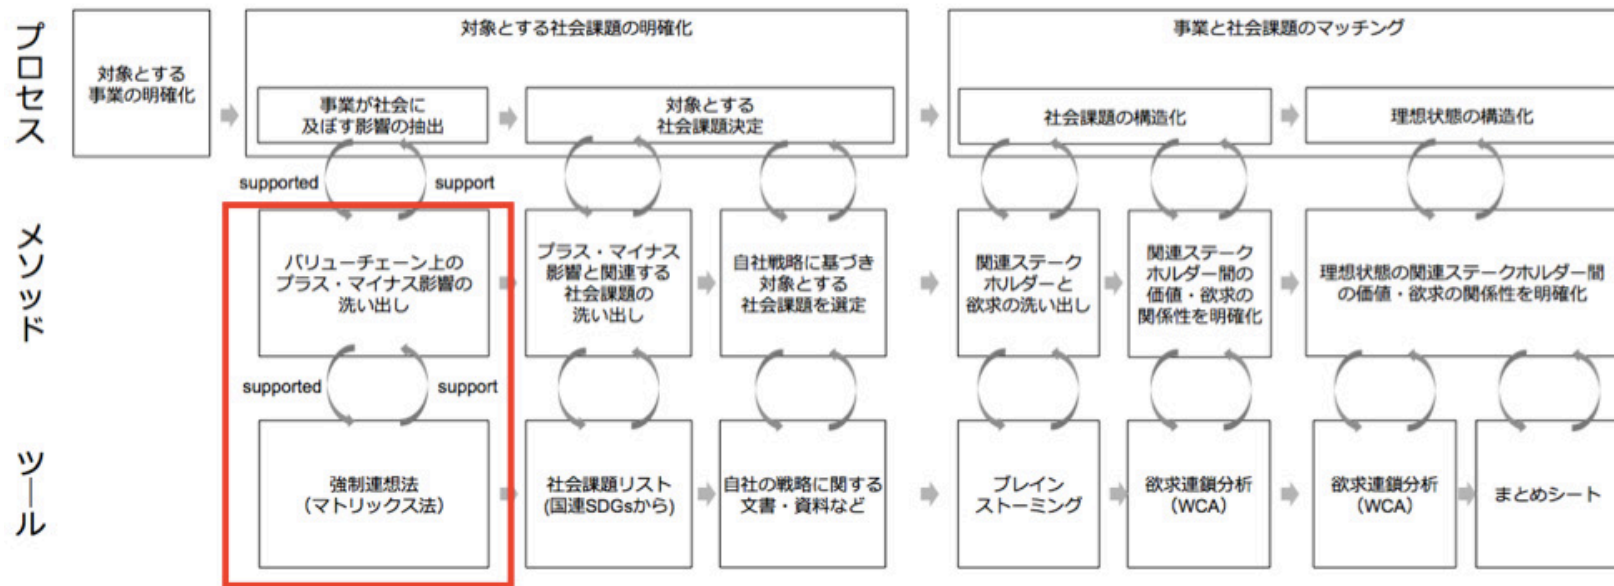 プロセス
対象とする
事業の明確化
対象とする社会課題の明確化
事業が社会に
及ぼす影響の抽出
対象とする
社会課題決定
事業と社会課題のマッチング
社会課題の構造化
理想状態の構造化
supported
support
メソッド
バリューチェーン上の
プラス・マイナス影響の
洗い出し
プラス・マイナス
影響と関連する
社会課題の
洗い出し
自社戦略に基づき
対象とする
社会課題を選定
関連ステーク
ホルダーと
欲求の洗い出し
関連ステーク
ホルダー間の
価値・欲求の
関係性を明確化
理想状態の関連ステークホルダー間
の価値・欲求の関係性を明確化
supported
support
ツール
強制連想法
（マトリックス法）
社会課題リスト
(国連SDGsから)
自社の戦略に関する
文書・資料など
ブレイン
ストーミング
欲求連鎖分析
（WCA）
欲求連鎖分析
（WCA）
まとめシート